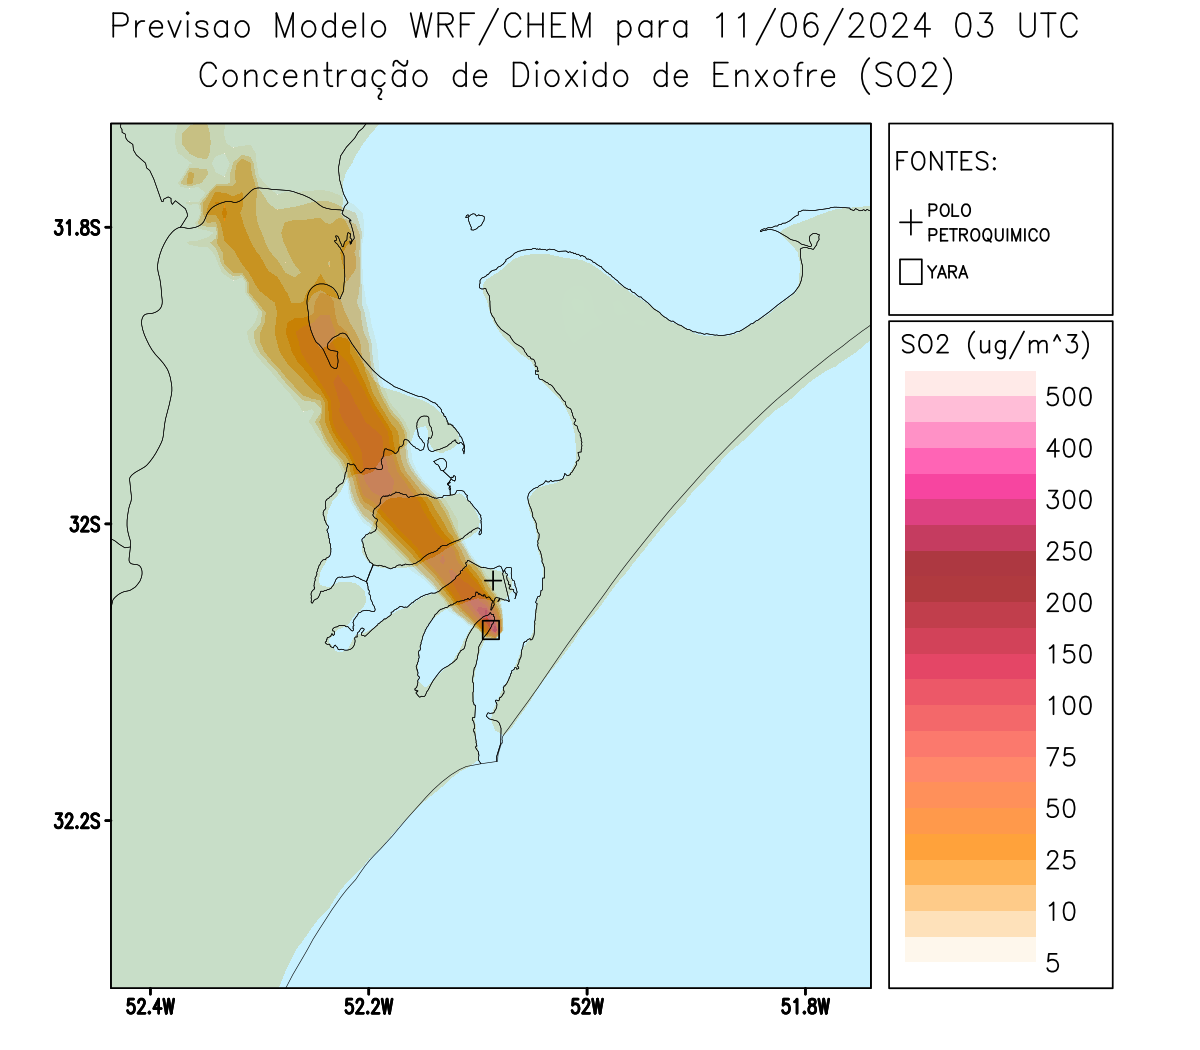 Previsao Modelo WRF/CHEM para 11/06/2024 03 UTC
Concentração de Dioxido de Enxofre (SO2)
FONTES:
POLO
PETROQUIMICO
YARA
SO2 (ug/m^3)
500
400
300
250
200
150
100
75
50
25
10
5
31.8S
32S
32.2S
52.4W
52.2W
52W
51.8W